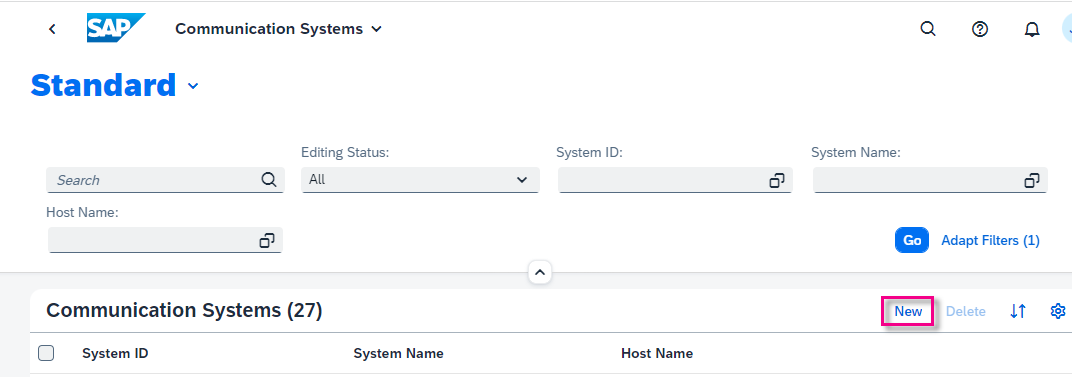 SAP Communication Systems
Standard
Editing Status: System ID: System Name:
Search All
Host Name:
Go Adapt Filters (1)
Communication Systems (27) New Delete
System ID System Name Host Name